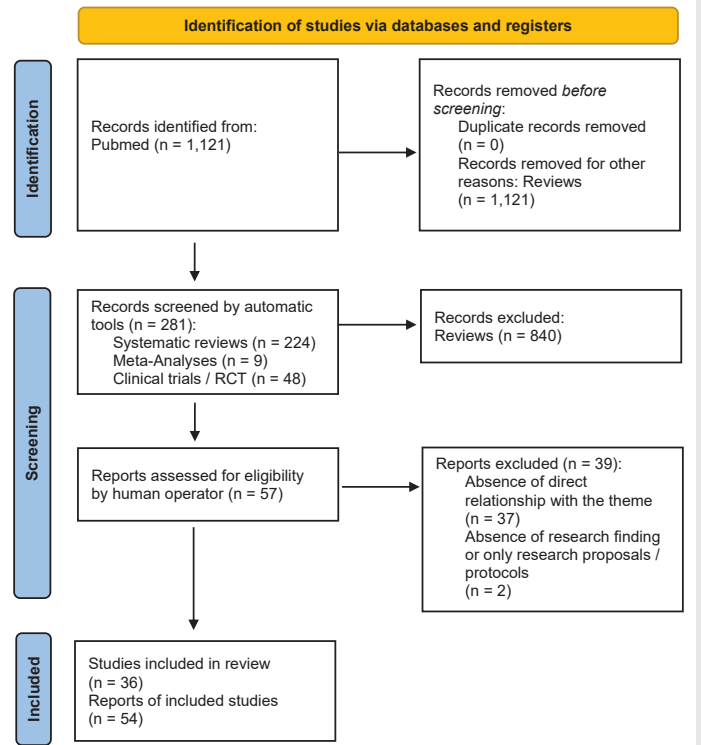 Identification of studies via databases and registers
Identification
Records identified from:
Pubmed (n = 1,121)
Records removed before
screening:
Duplicate records removed
(n = 0)
Records removed for other
reasons: Reviews
(n = 1,121)
Screening
Records screened by automatic
tools (n = 281):
Systematic reviews (n = 224)
Meta-Analyses (n = 9)
Clinical trials / RCT (n = 48)
Records excluded:
Reviews (n = 840)
Reports assessed for eligibility
by human operator (n = 57)
Reports excluded (n = 39):
Absence of direct
relationship with the theme
(n = 37)
Absence of research finding
or only research proposals /
protocols
(n = 2)
Included
Studies included in review
(n = 36)
Reports of included studies
(n = 54)